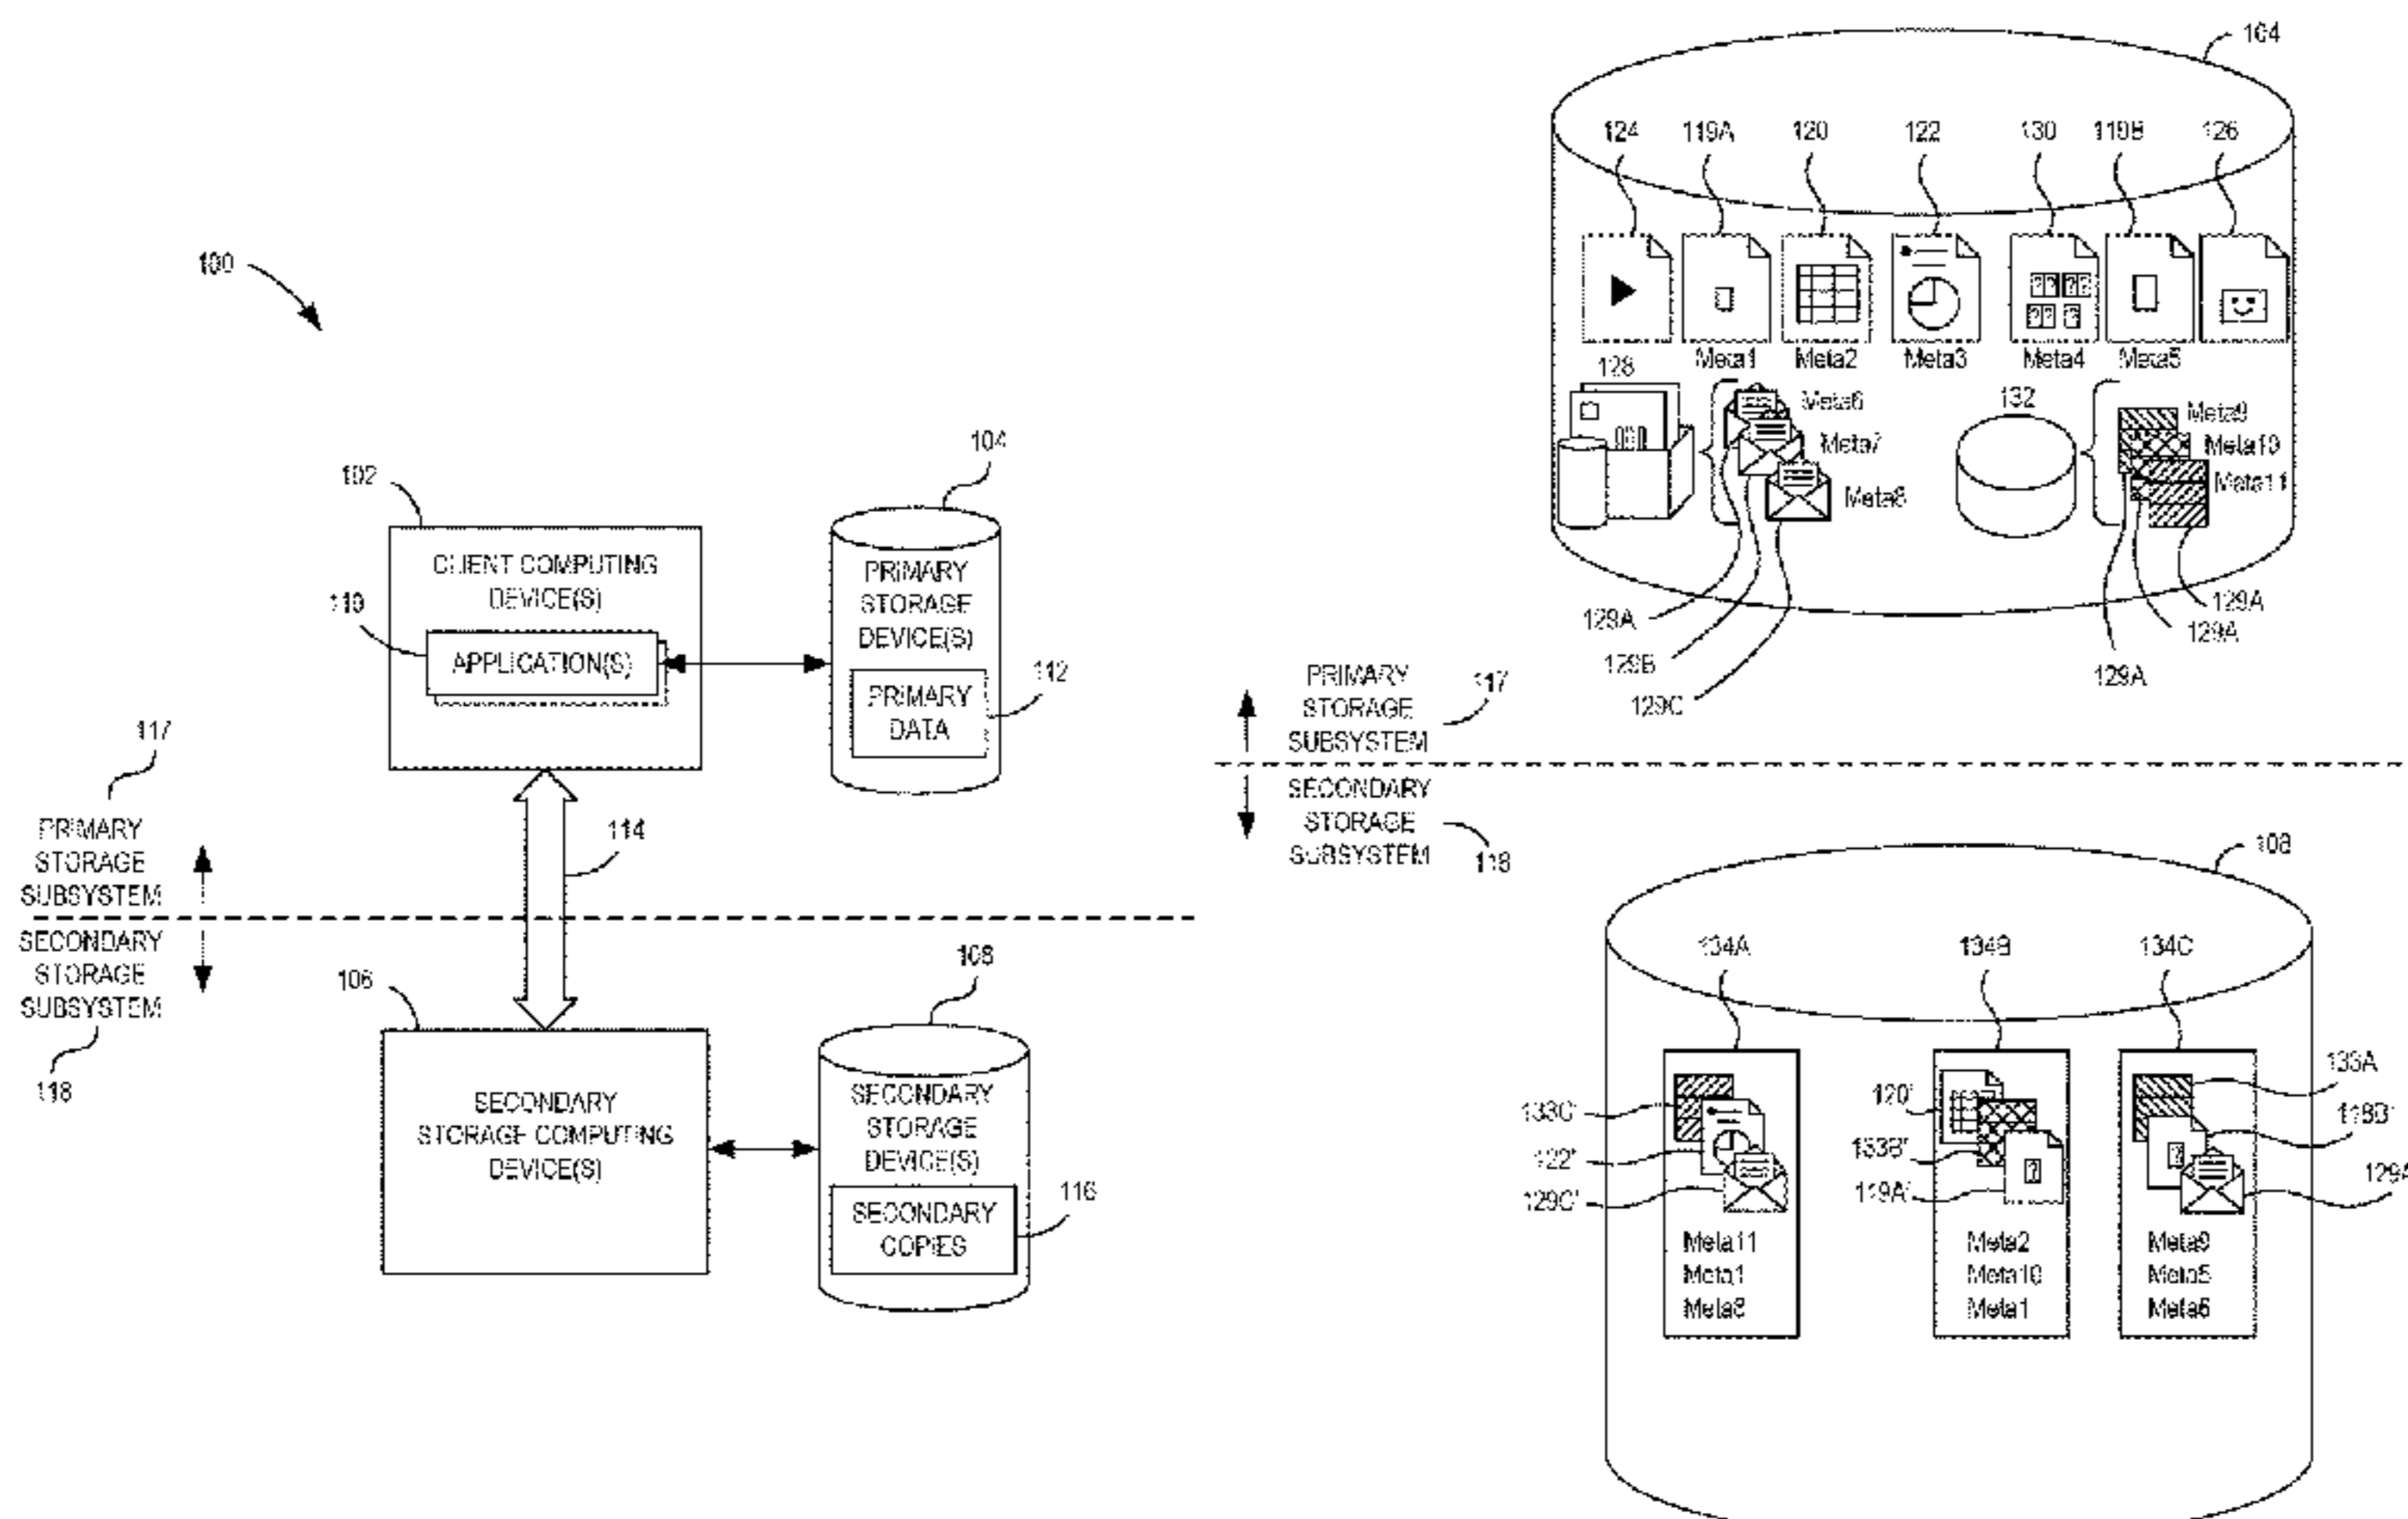 100
102
CLIENT COMPUTING
DEVICE(S)
110
APPLICATION(S)
104
PRIMARY
STORAGE
DEVICE(S)
PRIMARY
DATA
112
117
PRIMARY
STORAGE
SUBSYSTEM
114
SECONDARY
STORAGE
SUBSYSTEM
118
106
SECONDARY
STORAGE COMPUTING
DEVICE(S)
108
SECONDARY
STORAGE
DEVICE(S)
SECONDARY
COPIES
116
104
124 119A 120 122 130 119B 126
Meta1 Meta2 Meta3 Meta4 Meta5
128
Meta6
Meta7
Meta8
132
Meta9
Meta10
Meta11
129A
129B
129C
129A
129A
129A
PRIMARY
STORAGE
SUBSYSTEM
117
SECONDARY
STORAGE
SUBSYSTEM
118
108
134A 134B 134C
133C'
122'
129C'
Meta11
Meta1
Meta8
120'
133B'
119A'
Meta2
Meta10
Meta1
133A
119B'
129A
Meta9
Meta5
Meta6